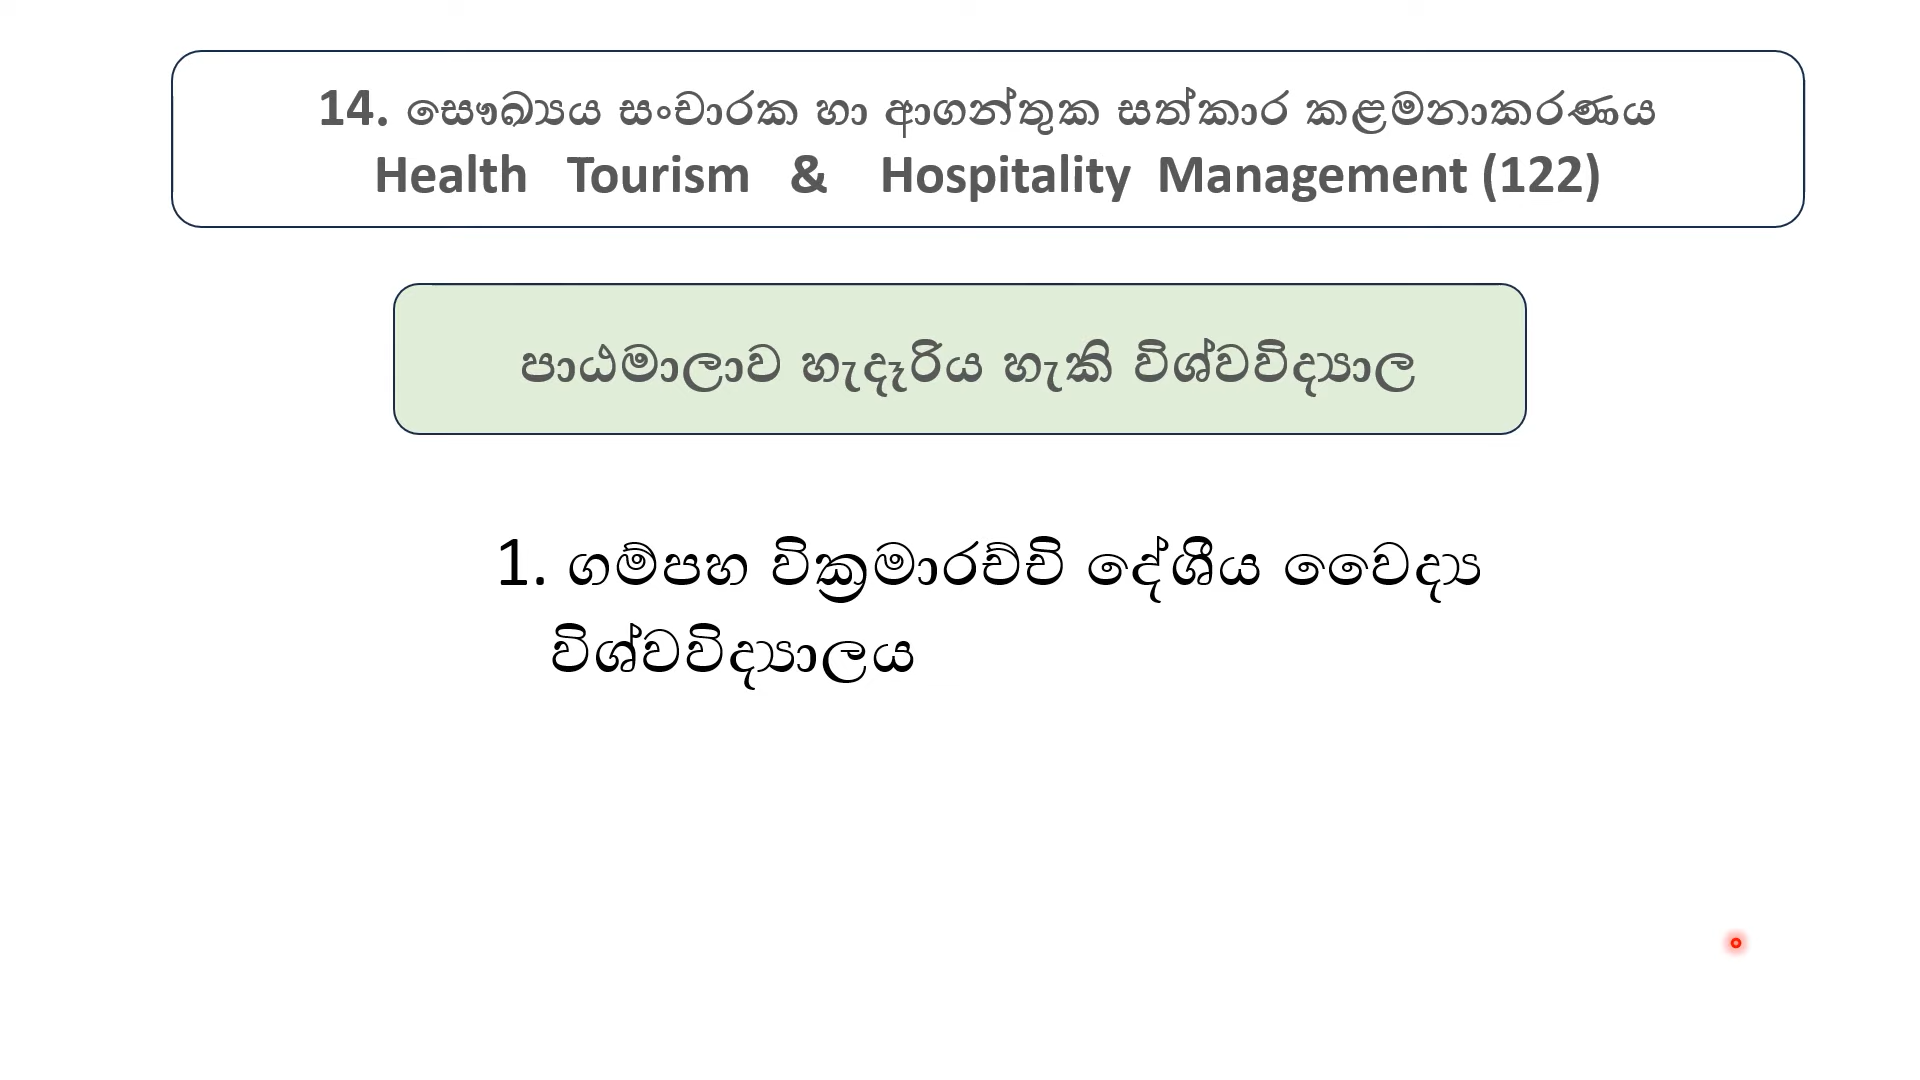 14. සෞඛ්‍යය සංචාරක හා ආගන්තුක සත්කාර කළමනාකරණය
Health Tourism & Hospitality Management (122)
පාඨමාලාව හැදෑරිය හැකි විශ්වවිද්‍යාල
1. ගම්පහ වික්‍රමාරච්චි දේශීය වෛද්‍ය
විශ්වවිද්‍යාලය